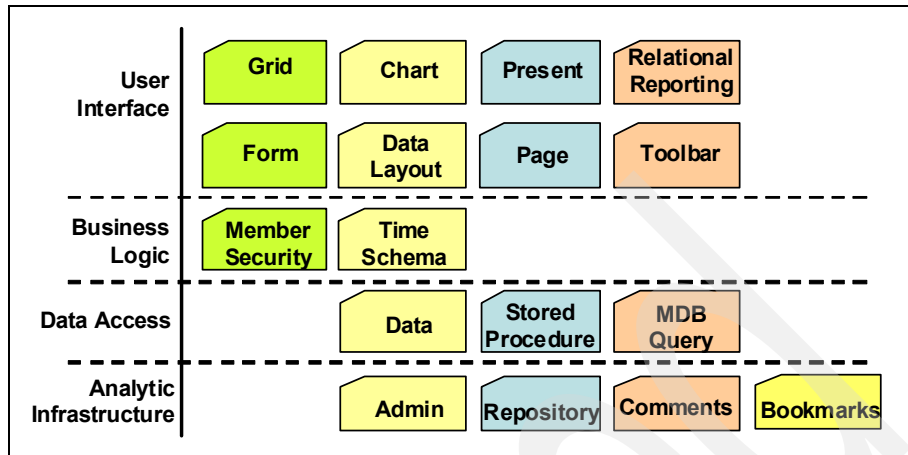 User
Interface
Grid
Chart
Present
Relational
Reporting
Form
Data
Layout
Page
Toolbar
Business
Logic
Member
Security
Time
Schema
Data Access
Data
Stored
Procedure
MDB
Query
Analytic
Infrastructure
Admin
Repository
Comments
Bookmarks